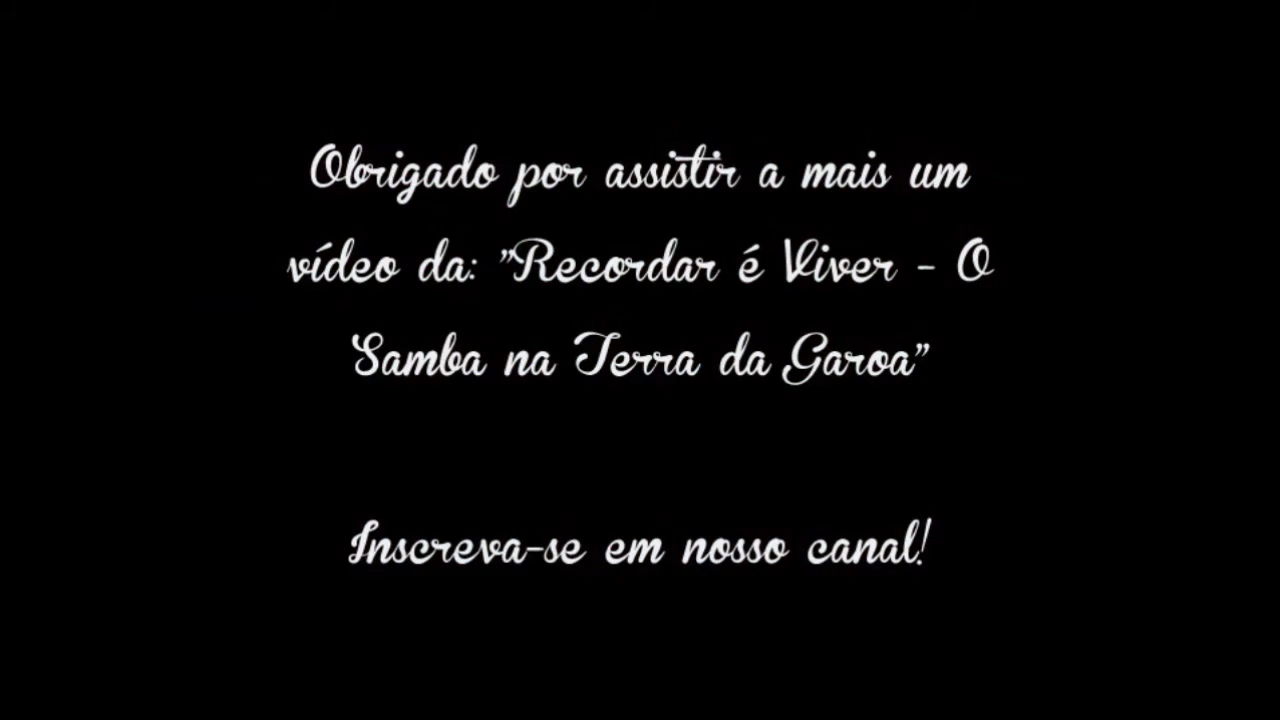 Obrigado por assistir a mais um
vídeo da: "Recordar é Viver - O
Samba na Terra da Garoa"
Inscreva-se em nosso canal!